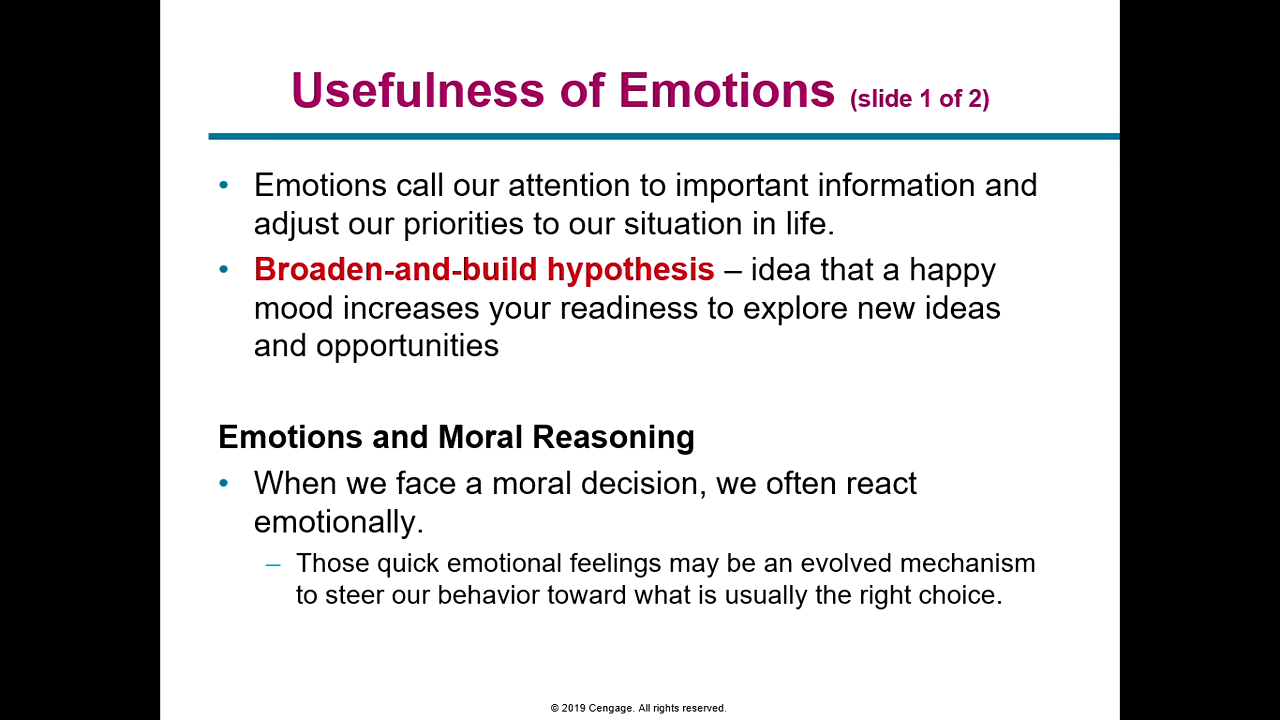 Usefulness of Emotions (slide 1 of 2)
• Emotions call our attention to important information and
adjust our priorities to our situation in life.
• Broaden-and-build hypothesis – idea that a happy
mood increases your readiness to explore new ideas
and opportunities
Emotions and Moral Reasoning
• When we face a moral decision, we often react
emotionally.
– Those quick emotional feelings may be an evolved mechanism
to steer our behavior toward what is usually the right choice.
© 2019 Cengage. All rights reserved.